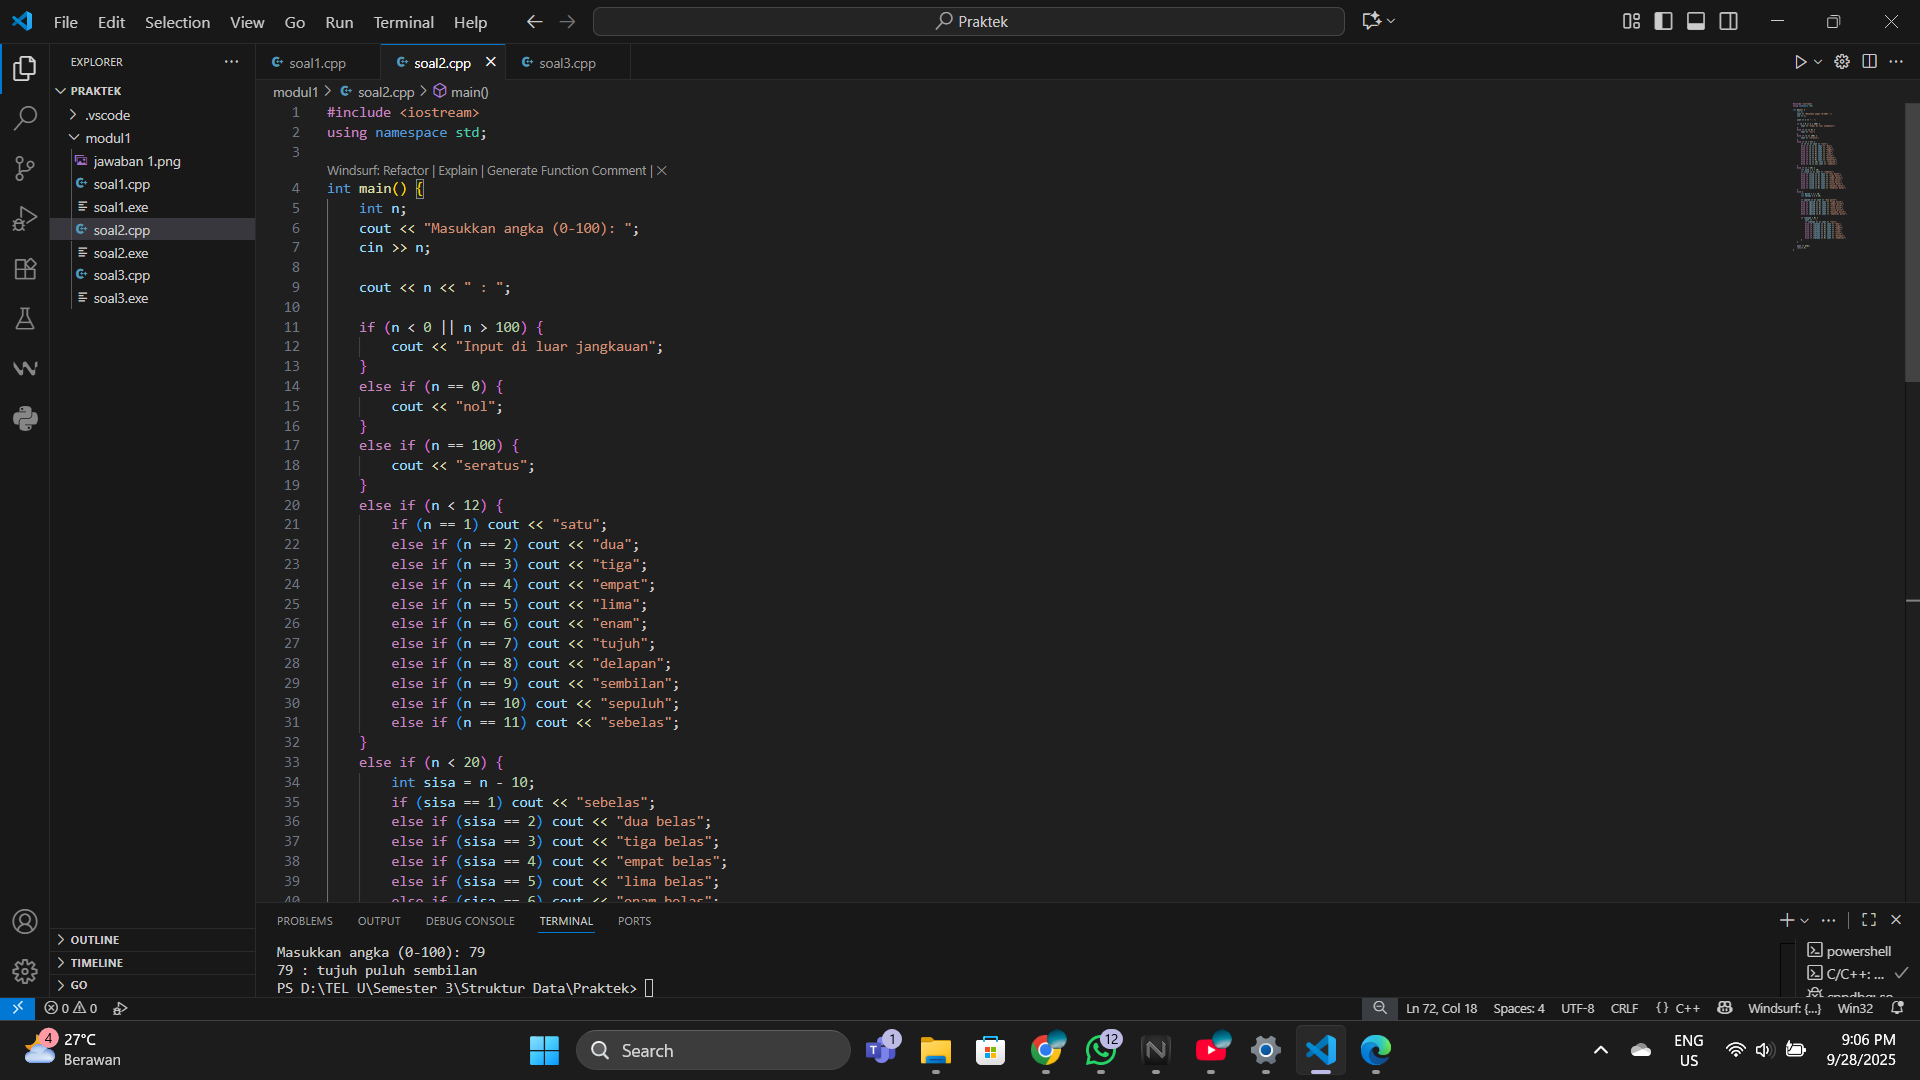 File Edit Selection View Go Run Terminal Help
Praktek
EXPLORER
PRAKTEK
.vscode
modul1
jawaban 1.png
soal1.cpp
soal1.exe
soal2.cpp
soal2.exe
soal3.cpp
soal3.exe
OUTLINE
TIMELINE
GO
soal1.cpp soal2.cpp soal3.cpp
modul1 > soal2.cpp > main()
1 #include <iostream>
2 using namespace std;
3
Windsurf: Refactor | Explain | Generate Function Comment | ×
4 int main() {
5 int n;
6 cout << "Masukkan angka (0-100): ";
7 cin >> n;
8
9 cout << n << " : ";
10
11 if (n < 0 || n > 100) {
12 cout << "Input di luar jangkauan";
13 }
14 else if (n == 0) {
15 cout << "nol";
16 }
17 else if (n == 100) {
18 cout << "seratus";
19 }
20 else if (n < 12) {
21 if (n == 1) cout << "satu";
22 else if (n == 2) cout << "dua";
23 else if (n == 3) cout << "tiga";
24 else if (n == 4) cout << "empat";
25 else if (n == 5) cout << "lima";
26 else if (n == 6) cout << "enam";
27 else if (n == 7) cout << "tujuh";
28 else if (n == 8) cout << "delapan";
29 else if (n == 9) cout << "sembilan";
30 else if (n == 10) cout << "sepuluh";
31 else if (n == 11) cout << "sebelas";
32 }
33 else if (n < 20) {
34 int sisa = n - 10;
35 if (sisa == 1) cout << "sebelas";
36 else if (sisa == 2) cout << "dua belas";
37 else if (sisa == 3) cout << "tiga belas";
38 else if (sisa == 4) cout << "empat belas";
39 else if (sisa == 5) cout << "lima belas";
40 else if (sisa == 6) cout << "enam belas";
PROBLEMS OUTPUT DEBUG CONSOLE TERMINAL PORTS
Masukkan angka (0-100): 79
79 : tujuh puluh sembilan
PS D:\TEL U\Semester 3\Struktur Data\Praktek>
powershell
C/C++: ...
0 0
Ln 72, Col 18 Spaces: 4 UTF-8 CRLF {} C++ Windsurf: {...} Win32
4
27°C
Berawan
Search
1
12
ENG
US
9:06 PM
9/28/2025